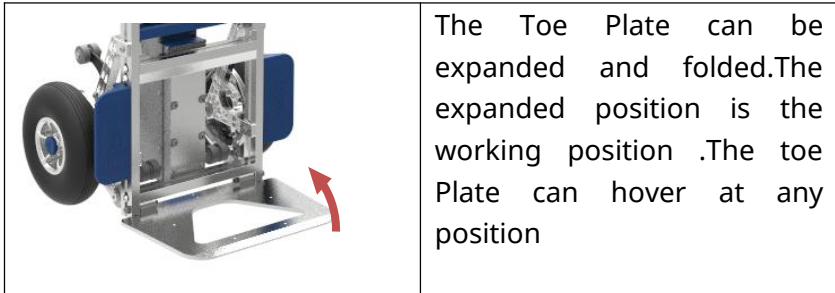 The Toe Plate can be
expanded and folded.The
expanded position is the
working position .The toe
Plate can hover at any
position